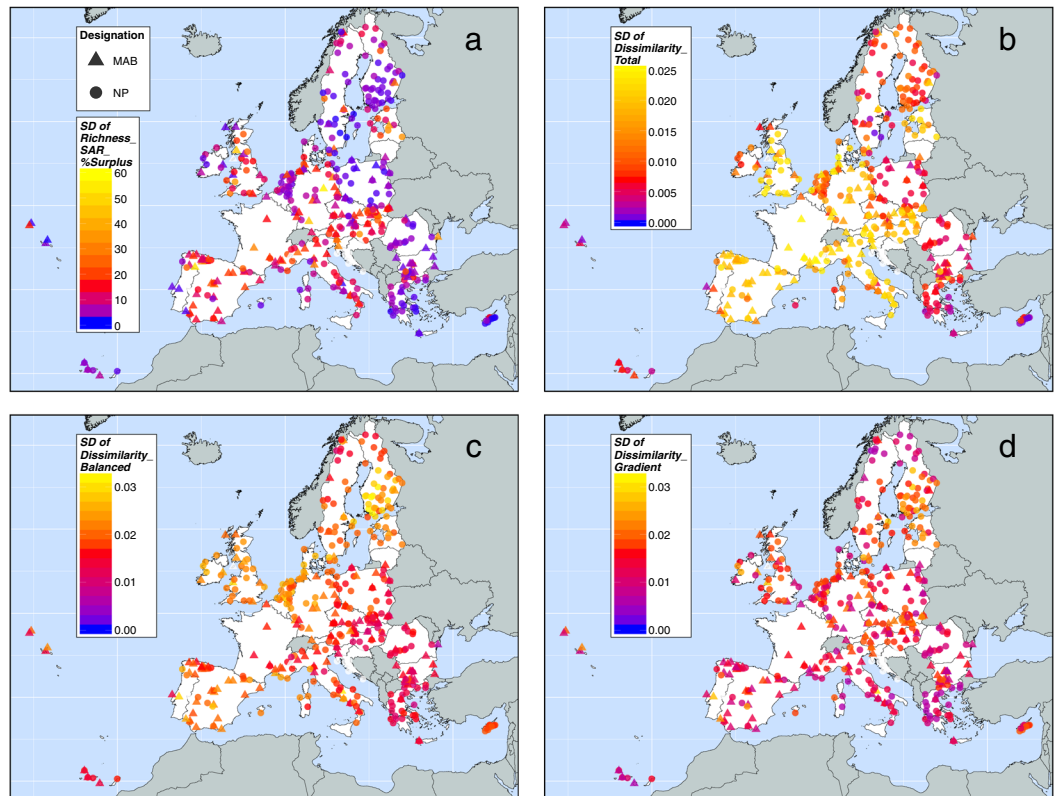 a
Designation
MAB
NP
SD of
Richness_
SAR_
%Surplus
60
50
40
30
20
10
0
b
SD of
Dissimilarity_
Total
0.025
0.020
0.015
0.010
0.005
0.000
c
SD of
Dissimilarity_
Balanced
0.03
0.02
0.01
0.00
d
SD of
Dissimilarity_
Gradient
0.03
0.02
0.01
0.00